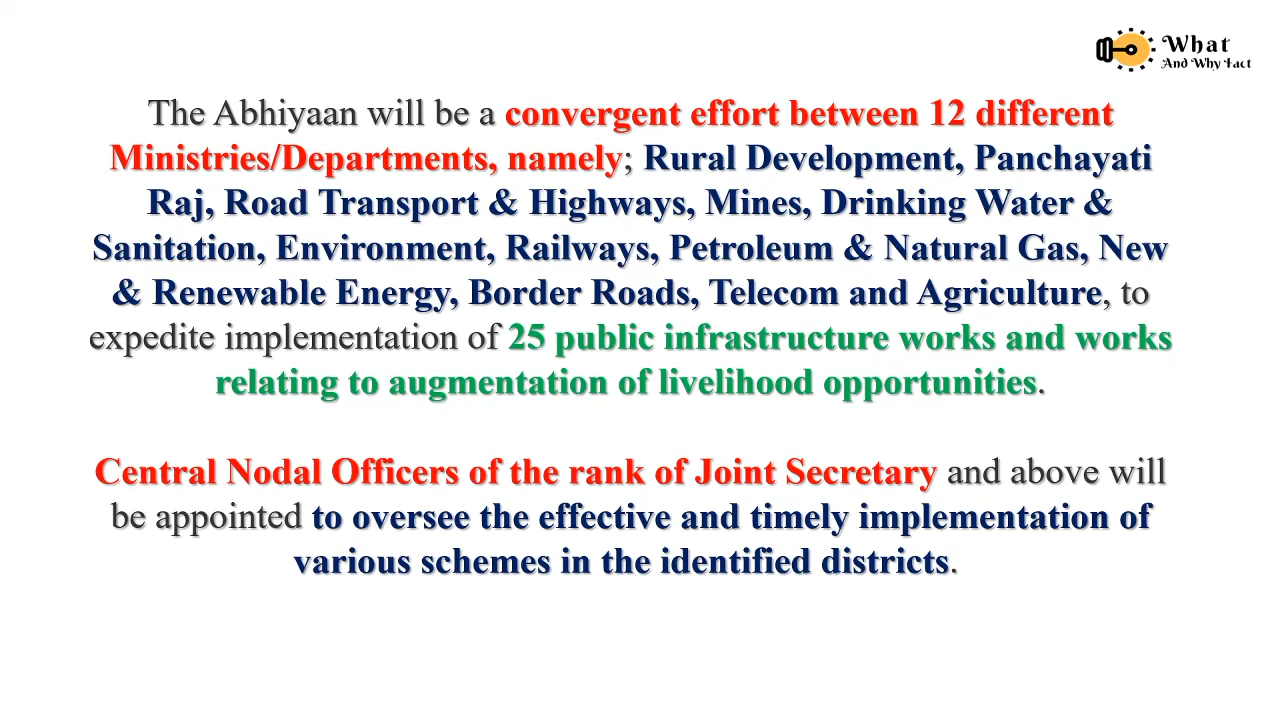 What
And Why Fact
The Abhiyaan will be a convergent effort between 12 different
Ministries/Departments, namely; Rural Development, Panchayati
Raj, Road Transport & Highways, Mines, Drinking Water &
Sanitation, Environment, Railways, Petroleum & Natural Gas, New
& Renewable Energy, Border Roads, Telecom and Agriculture, to
expedite implementation of 25 public infrastructure works and works
relating to augmentation of livelihood opportunities.
Central Nodal Officers of the rank of Joint Secretary and above will
be appointed to oversee the effective and timely implementation of
various schemes in the identified districts.